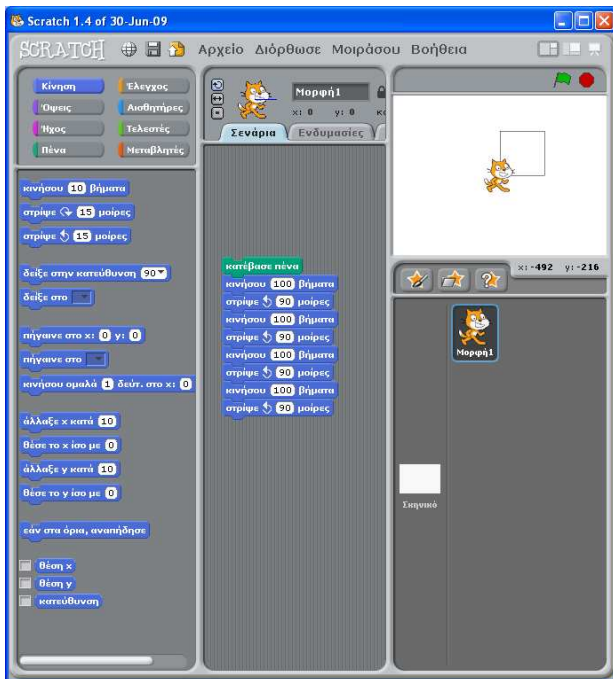 Scratch 1.4 of 30-Jun-09
SCRATCH Αρχείο Διόρθωσε Μοιράσου Βοήθεια
Κίνηση Έλεγχος
Όψεις Αισθητήρες
Ήχος Τελεστές
Πένα Μεταβλητές
κινήσου 10 βήματα
στρίψε 15 μοίρες
στρίψε 15 μοίρες
δείξε στην κατεύθυνση 90
δείξε στο
πήγαινε στο x: 0 y: 0
πήγαινε στο
κινήσου ομαλά 1 δεύτ. στο x: 0
άλλαξε x κατά 10
θέσε το x ίσο με 0
άλλαξε y κατά 10
θέσε το y ίσο με 0
εάν στα όρια, αναπήδησε
θέση x
θέση y
κατεύθυνση
Μορφή1
x: 0 y: 0 κα
Σενάρια Ενδυμασίες
κατέβασε πένα
κινήσου 100 βήματα
στρίψε 90 μοίρες
κινήσου 100 βήματα
στρίψε 90 μοίρες
κινήσου 100 βήματα
στρίψε 90 μοίρες
κινήσου 100 βήματα
στρίψε 90 μοίρες
x: -492 y: -216
Μορφή1
Σκηνικό